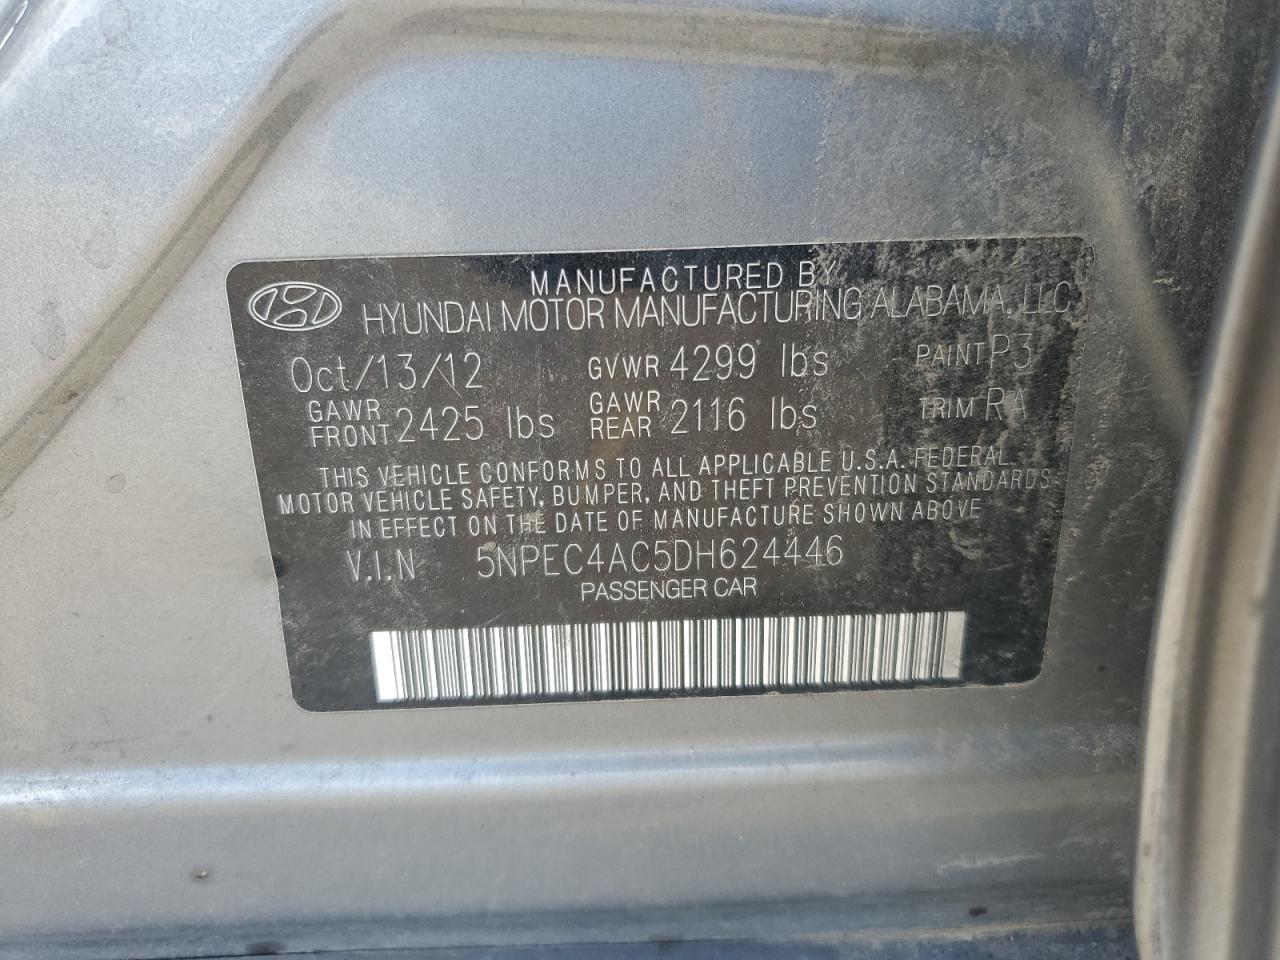 MANUFACTURED BY
HYUNDAI MOTOR MANUFACTURING ALABAMA, LLC
Oct/13/12 GVWR 4299 lbs PAINT P3
GAWR FRONT 2425 lbs GAWR REAR 2116 lbs TRIM RA
THIS VEHICLE CONFORMS TO ALL APPLICABLE U.S.A. FEDERAL
MOTOR VEHICLE SAFETY, BUMPER, AND THEFT PREVENTION STANDARDS
IN EFFECT ON THE DATE OF MANUFACTURE SHOWN ABOVE
V.I.N 5NPEC4AC5DH624446
PASSENGER CAR